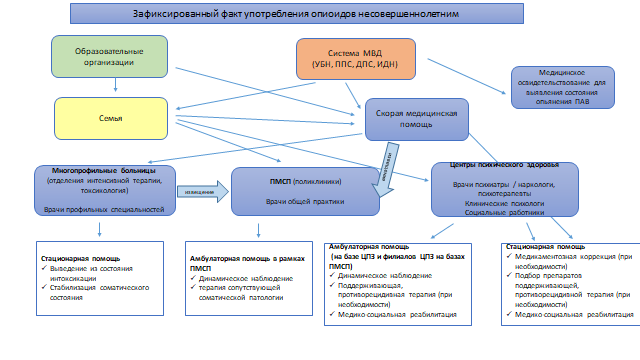 Зафиксированный факт употребления опиоидов несовершеннолетним
Образовательные
организации
Система МВД
(УБН, ППС, ДПС, ИДН)
Медицинское
освидетельствование для
выявления состояния
опьянения ПАВ
Семья
Скорая медицинская
помощь
Многопрофильные больницы
(отделения интенсивной терапии,
токсикология)
Врачи профильных специальностей
извещение
ПМСП (поликлиники)
Врачи общей практики
Центры психического здоровья
Врачи психиатры / наркологи,
психотерапевты
Клинические психологи
Социальные работники
Стационарная помощь
✓ Выведение из состояния
интоксикации
✓ Стабилизация соматического
состояния
Амбулаторная помощь в рамках
ПМСП
✓ Динамическое наблюдение
✓ терапия сопутствующей
соматической патологии
Амбулаторная помощь
(на базе ЦПЗ и филиалов ЦПЗ на базах
ПМСП)
✓ Динамическое наблюдение
✓ Поддерживающая,
противорецидивная терапия (при
необходимости)
✓ Медико социальная реабилитация
Стационарная помощь
✓ Медикаментозная коррекция (при
необходимости)
✓ Подбор препаратов
поддерживающей,
противорецидивной терапии (при
необходимости)
✓ Медико социальная реабилитация